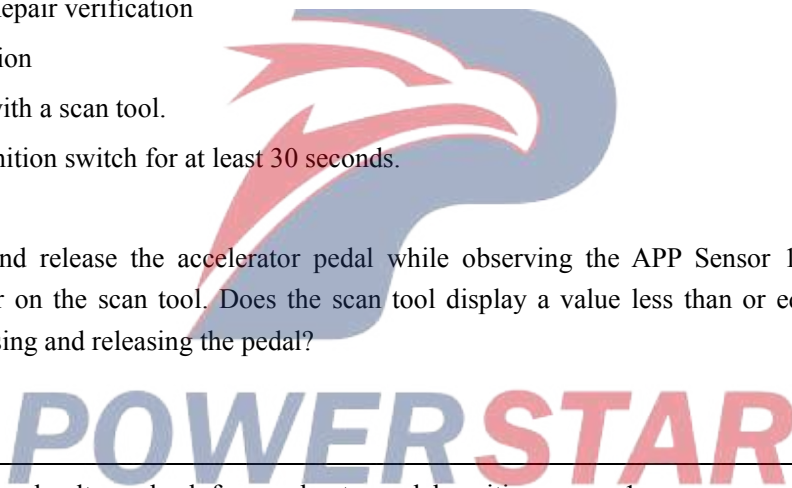 epair verification
ion
with a scan tool.
nition switch for at least 30 seconds.
nd release the accelerator pedal while observing the APP Sensor 1
r on the scan tool. Does the scan tool display a value less than or e
sing and releasing the pedal?
POWERSTAR